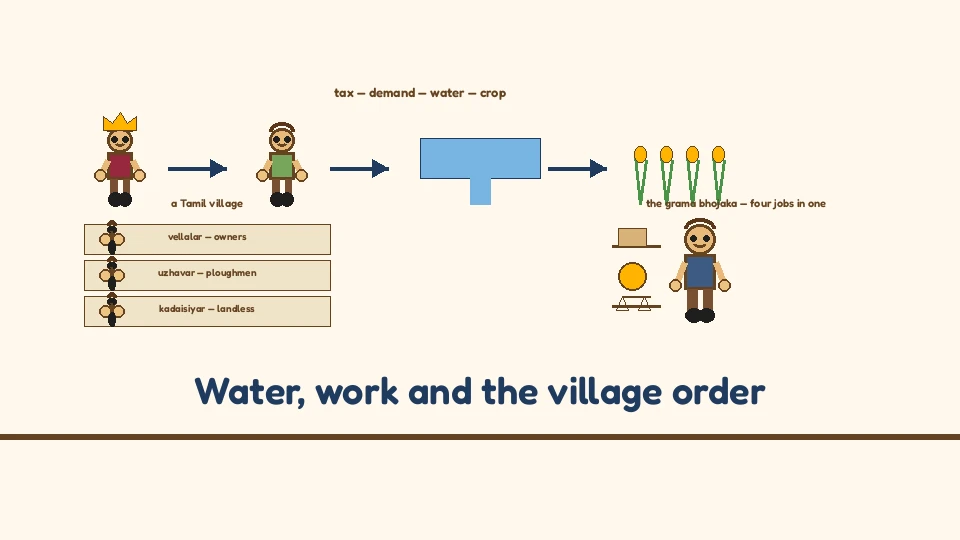 tax – demand – water – crop
a Tamil village
the grama bhojaka – four jobs in one
vellalar – owners
uzhavar – ploughmen
kadaisiyar – landless
Water, work and the village order